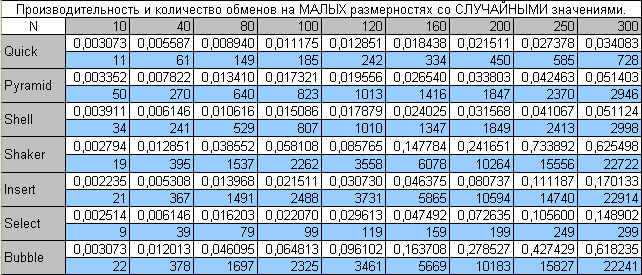 Производительность и количество обменов на МАЛЫХ размерностях со СЛУЧАЙНЫМИ значениями.
N 10 40 80 100 120 160 200 250 300
Quick 0,003073 0,005587 0,008940 0,011175 0,012851 0,018438 0,021511 0,027378 0,034083
11 61 149 185 242 334 450 585 728
Pyramid 0,003352 0,007822 0,013410 0,017321 0,019556 0,026540 0,033803 0,042463 0,051403
50 270 640 823 1013 1416 1847 2370 2946
Shell 0,003911 0,006146 0,010616 0,015086 0,017879 0,024025 0,031568 0,041067 0,051124
34 241 529 807 1010 1347 1849 2413 2998
Shaker 0,002794 0,012851 0,038552 0,058108 0,085765 0,147784 0,241651 0,733892 0,625498
19 395 1537 2262 3558 6078 10264 15556 22722
Insert 0,002235 0,005308 0,013968 0,021511 0,030730 0,046375 0,080737 0,111187 0,170133
21 367 1491 2488 3731 5865 10594 14740 22914
Select 0,002514 0,006146 0,016203 0,022070 0,029613 0,047492 0,072635 0,105600 0,148902
9 39 79 99 119 159 199 249 299
Bubble 0,003073 0,012013 0,046095 0,064813 0,096102 0,163708 0,278527 0,427429 0,618235
22 378 1697 2325 3461 5669 10183 15827 22241